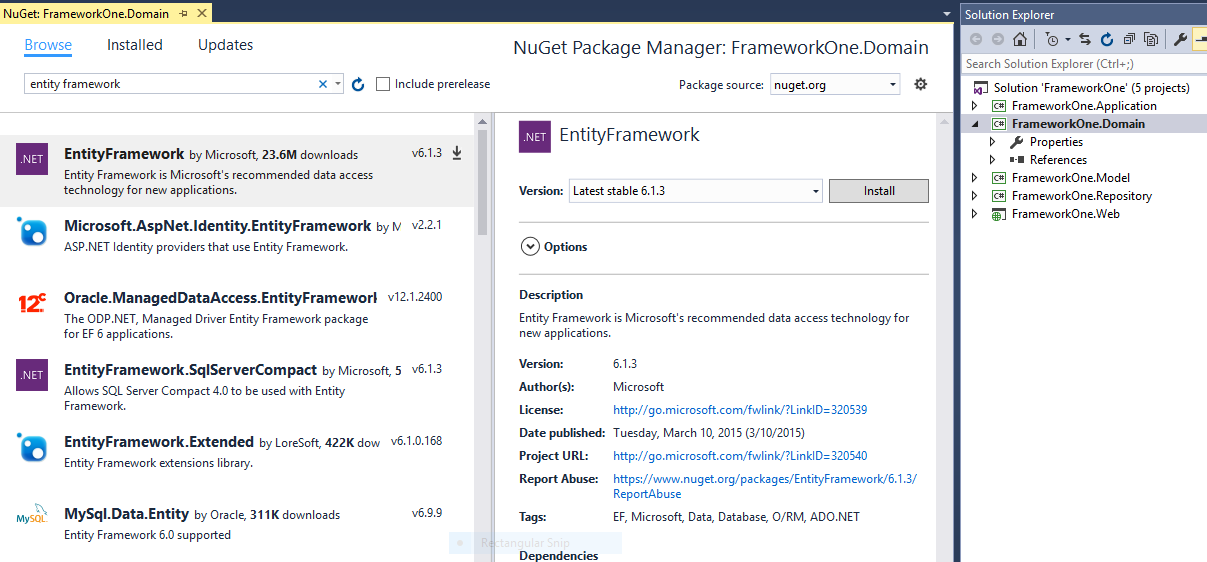 NuGet: FrameworkOne.Domain
Browse Installed Updates
NuGet Package Manager: FrameworkOne.Domain
entity framework
Include prerelease
Package source: nuget.org
.NET
EntityFramework by Microsoft, 23.6M downloads v6.1.3
Entity Framework is Microsoft's recommended data access
technology for new applications.
Microsoft.AspNet.Identity.EntityFramework by M v2.2.1
ASP.NET Identity providers that use Entity Framework.
12c
Oracle.ManagedDataAccess.EntityFramework v12.1.2400
The ODP.NET, Managed Driver Entity Framework package
for EF 6 applications.
.NET
EntityFramework.SqlServerCompact by Microsoft, 5 v6.1.3
Allows SQL Server Compact 4.0 to be used with Entity
Framework.
EntityFramework.Extended by LoreSoft, 422K dow v6.1.0.168
Entity Framework extensions library.
MySQL
MySql.Data.Entity by Oracle, 311K downloads v6.9.9
Entity Framework 6.0 supported
.NET
EntityFramework
Version: Latest stable 6.1.3 Install
Options
Description
Entity Framework is Microsoft's recommended data access technology for
new applications.
Version: 6.1.3
Author(s): Microsoft
License: http://go.microsoft.com/fwlink/?LinkID=320539
Date published: Tuesday, March 10, 2015 (3/10/2015)
Project URL: http://go.microsoft.com/fwlink/?LinkID=320540
Report Abuse: https://www.nuget.org/packages/EntityFramework/6.1.3/
ReportAbuse
Tags: EF, Microsoft, Data, Database, O/RM, ADO.NET
Rectangular Snip
Dependencies
Solution Explorer
Search Solution Explorer (Ctrl+;)
Solution 'FrameworkOne' (5 projects)
C# FrameworkOne.Application
C# FrameworkOne.Domain
Properties
References
C# FrameworkOne.Model
C# FrameworkOne.Repository
FrameworkOne.Web